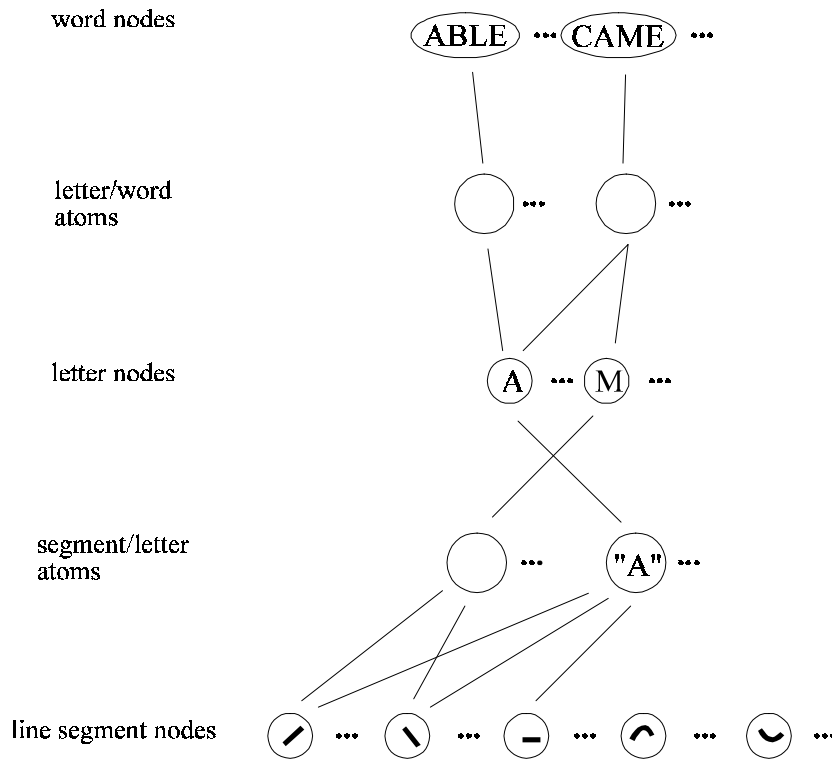 word nodes
ABLE ••• CAME •••
letter/word
atoms
••• •••
letter nodes
A ••• M •••
segment/letter
atoms
••• "A" •••
line segment nodes ••• ••• ••• ••• •••